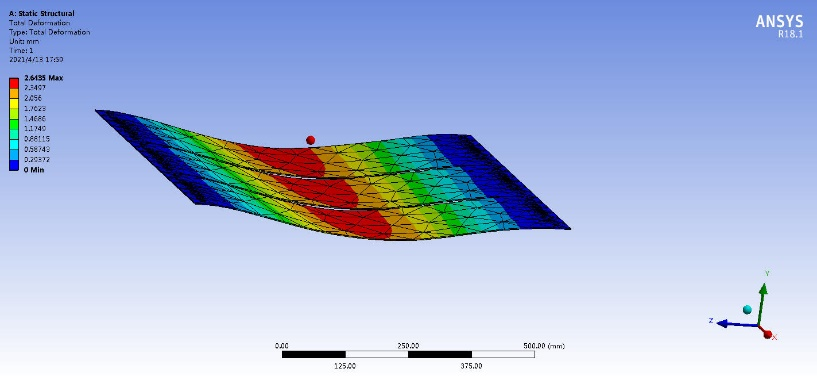 A: Static Structural
Total Deformation
Type: Total Deformation
Unit: mm
Time: 1
2021/4/13 17:50
2.6435 Max
2.3497
2.056
1.7623
1.4686
1.1749
0.88115
0.58743
0.29372
0 Min
ANSYS
R18.1
Y
Z
X
0.00
250.00
500.00 (mm)
125.00
375.00